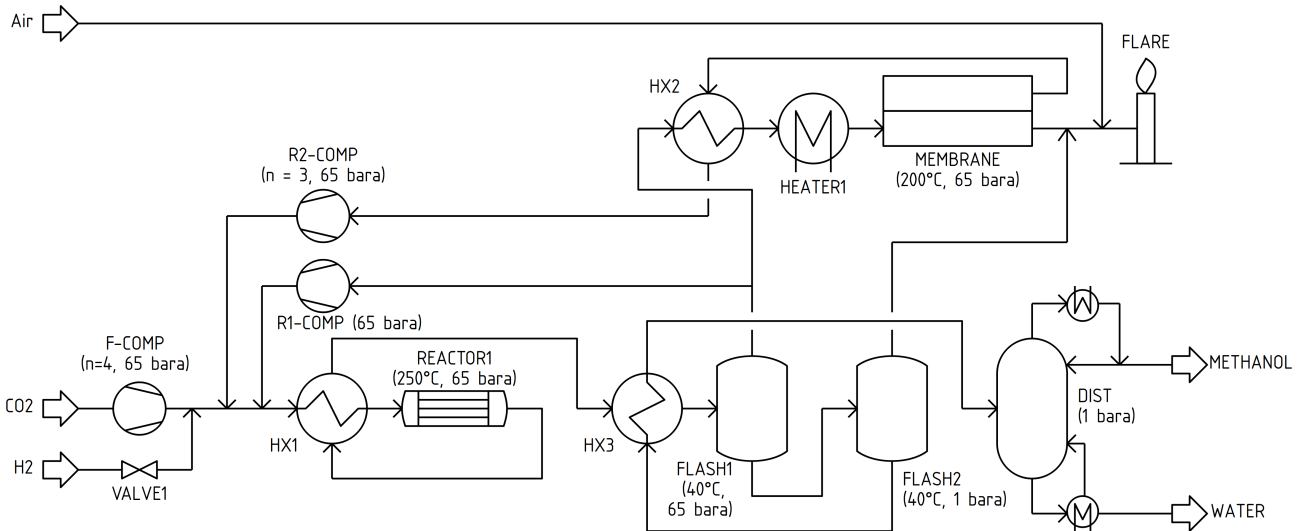 Air
FLARE
HX2
R2-COMP
(n = 3, 65 bara)
HEATER1
MEMBRANE
(200°C, 65 bara)
R1-COMP (65 bara)
F-COMP
(n=4, 65 bara)
REACTOR1
(250°C, 65 bara)
METHANOL
CO2
DIST
(1 bara)
HX1
HX3
H2
VALVE1
FLASH1
(40°C,
65 bara)
FLASH2
(40°C, 1 bara)
WATER